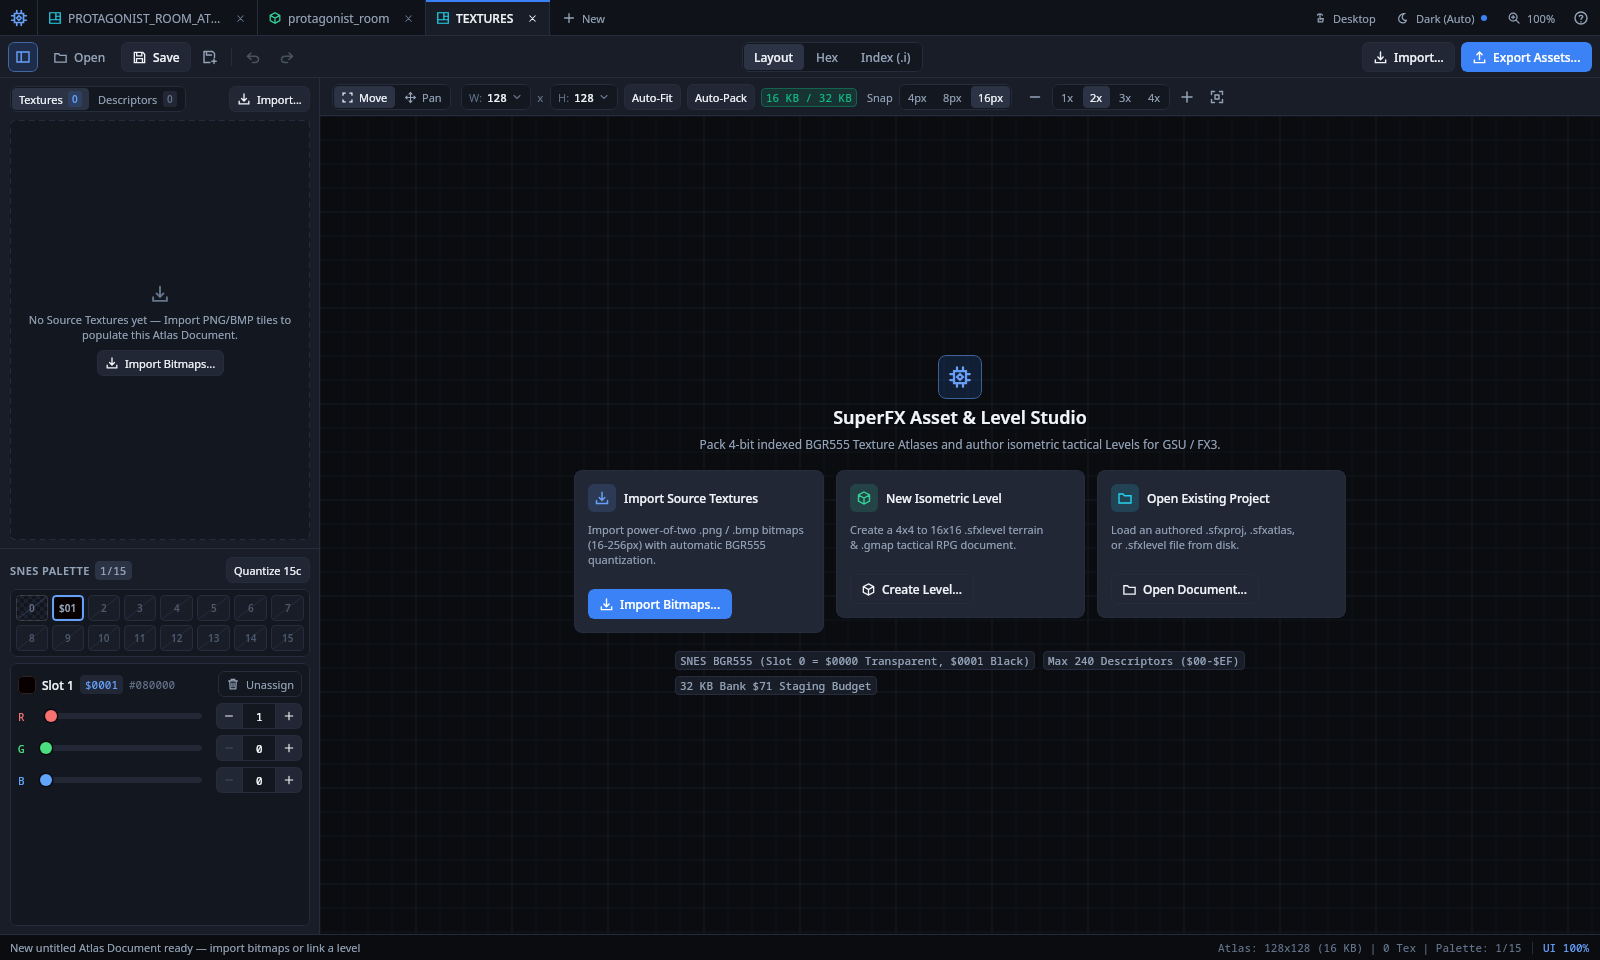 PROTAGONIST_ROOM_AT...
protagonist_room
TEXTURES
New
Desktop
Dark (Auto)
100%
Open
Save
Layout
Hex
Index (.i)
Import...
Export Assets...
Textures 0
Descriptors 0
Import...
Move
Pan
W: 128
x
H: 128
Auto-Fit
Auto-Pack
16 KB / 32 KB
Snap
4px
8px
16px
1x
2x
3x
4x
No Source Textures yet — Import PNG/BMP tiles to
populate this Atlas Document.
Import Bitmaps...
SuperFX Asset & Level Studio
Pack 4-bit indexed BGR555 Texture Atlases and author isometric tactical Levels for GSU / FX3.
Import Source Textures
Import power-of-two .png / .bmp bitmaps
(16-256px) with automatic BGR555
quantization.
Import Bitmaps...
New Isometric Level
Create a 4x4 to 16x16 .sfxlevel terrain
& .gmap tactical RPG document.
Create Level...
Open Existing Project
Load an authored .sfxproj, .sfxatlas,
or .sfxlevel file from disk.
Open Document...
SNES BGR555 (Slot 0 = $0000 Transparent, $0001 Black)
Max 240 Descriptors ($00-$EF)
32 KB Bank $71 Staging Budget
SNES PALETTE 1/15
Quantize 15c
0 $01 2 3 4 5 6 7
8 9 10 11 12 13 14 15
Slot 1 $0001 #080000
Unassign
R 1
G 0
B 0
New untitled Atlas Document ready — import bitmaps or link a level
Atlas: 128x128 (16 KB) | 0 Tex | Palette: 1/15
UI 100%